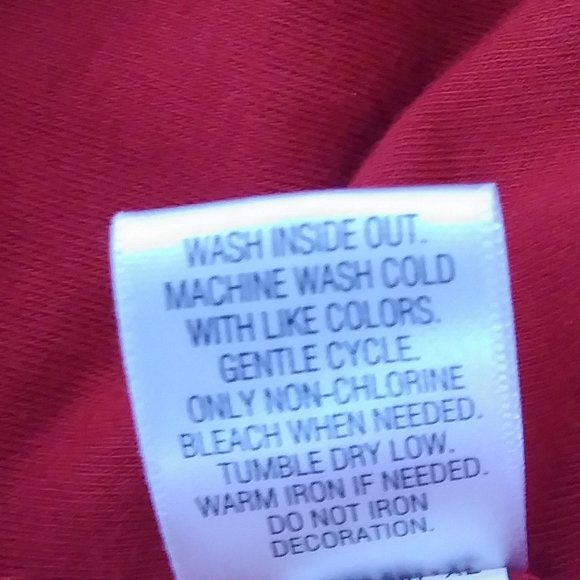 WASH INSIDE OUT.
MACHINE WASH COLD
WITH LIKE COLORS.
GENTLE CYCLE.
ONLY NON-CHLORINE
BLEACH WHEN NEEDED.
TUMBLE DRY LOW.
WARM IRON IF NEEDED.
DO NOT IRON
DECORATION.